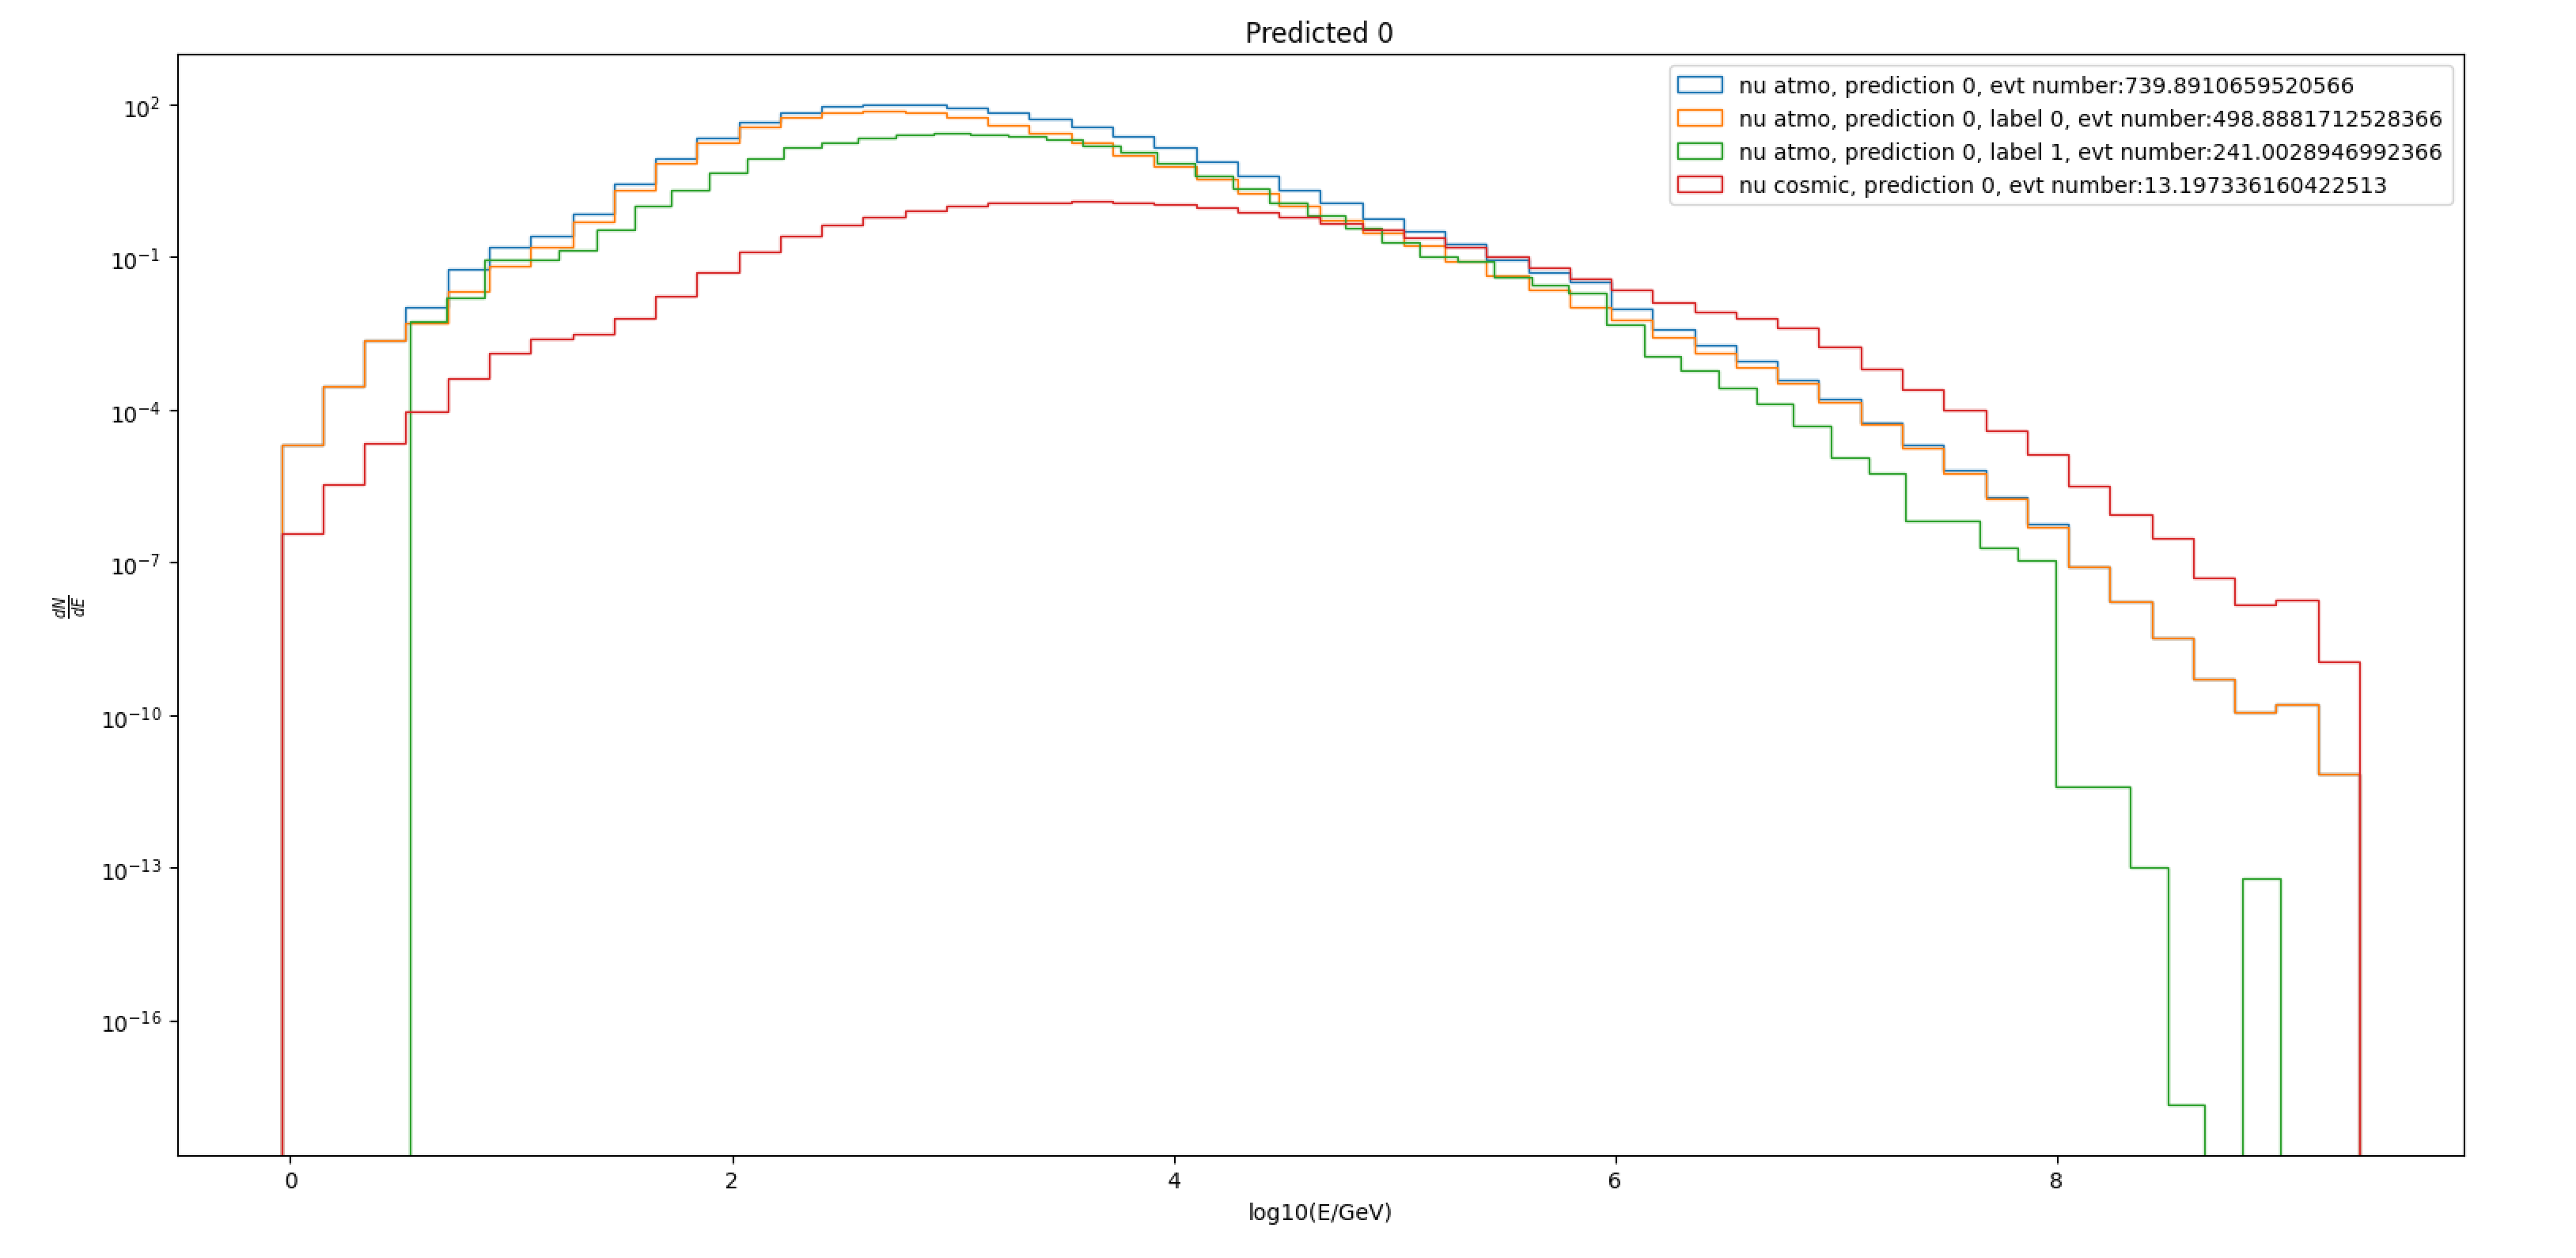 Predicted 0
nu atmo, prediction 0, evt number:739.8910659520566
nu atmo, prediction 0, label 0, evt number:498.8881712528366
nu atmo, prediction 0, label 1, evt number:241.0028946992366
nu cosmic, prediction 0, evt number:13.197336160422513
10²
10⁻¹
10⁻⁴
10⁻⁷
10⁻¹⁰
10⁻¹³
10⁻¹⁶
dN
dE
0 2 4 6 8
log10(E/GeV)